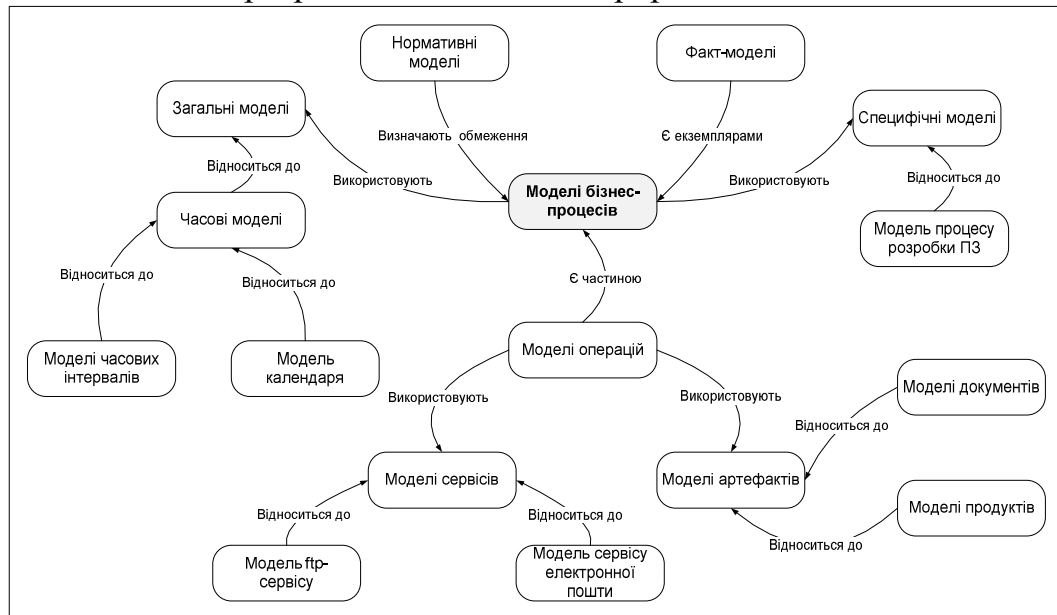 Нормативні
моделі
Факт-моделі
Загальні моделі
Специфічні моделі
Визначають обмеження
Є екземплярами
Відноситься до
Використовують
Використовують
Відноситься до
Моделі бізнес-
процесів
Часові моделі
Модель процесу
розробки ПЗ
Відноситься до
Відноситься до
Є частиною
Моделі часових
інтервалів
Модель
календаря
Моделі операцій
Моделі документів
Використовують
Використовують
Відноситься до
Моделі сервісів
Моделі артефактів
Моделі продуктів
Відноситься до
Відноситься до
Відноситься до
Модель ftp-
сервісу
Модель сервісу
електронної
пошти